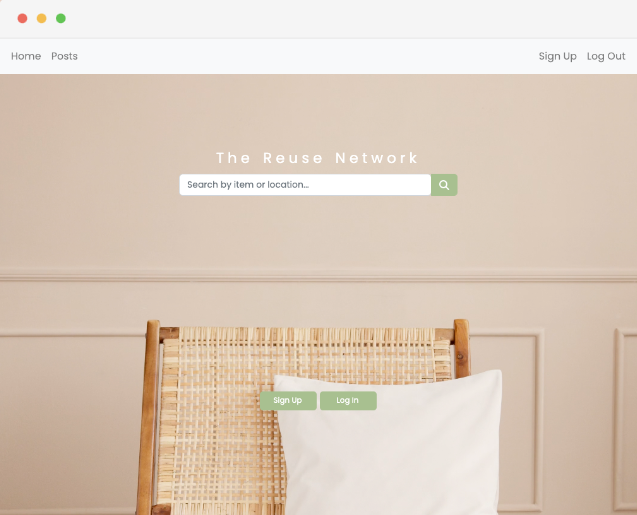 Home Posts Sign Up Log Out
The Reuse Network
Search by item or location...
Sign Up Log In